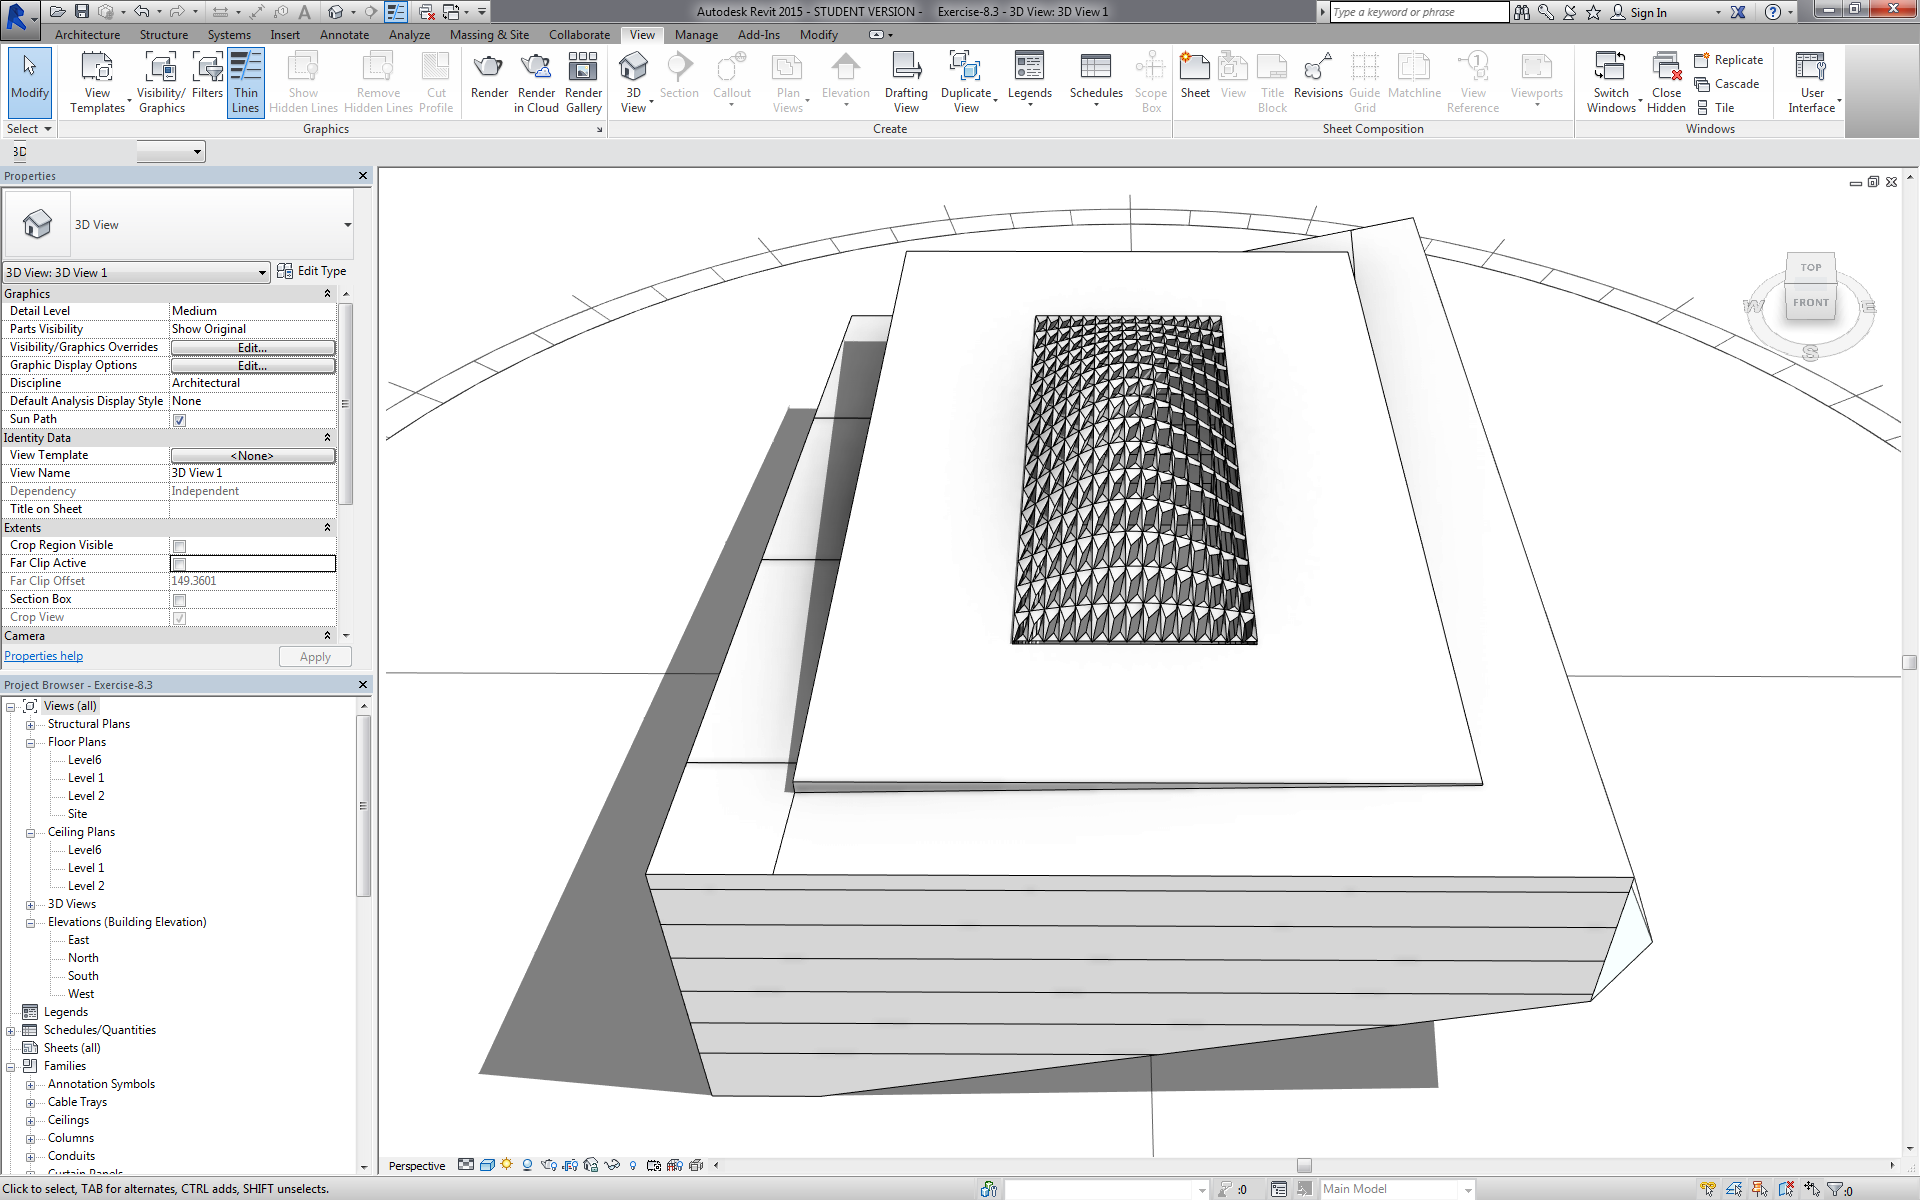 Autodesk Revit 2015 - STUDENT VERSION - Exercise-8.3 - 3D View: 3D View 1
Type a keyword or phrase
Sign In
Architecture Structure Systems Insert Annotate Analyze Massing & Site Collaborate View Manage Add-Ins Modify
Modify
View Templates
Visibility/ Graphics
Filters
Thin Lines
Show Hidden Lines
Remove Hidden Lines
Cut Profile
Render
Render in Cloud
Render Gallery
3D View
Section
Callout
Plan Views
Elevation
Drafting View
Duplicate View
Legends
Schedules
Scope Box
Sheet
View
Title Block
Revisions
Guide Grid
Matchline
View Reference
Viewports
Switch Windows
Close Hidden
Replicate
Cascade
Tile
User Interface
Select
Graphics
Create
Sheet Composition
Windows
3D
Properties
3D View
3D View: 3D View 1
Edit Type
Graphics
Detail Level Medium
Parts Visibility Show Original
Visibility/Graphics Overrides Edit...
Graphic Display Options Edit...
Discipline Architectural
Default Analysis Display Style None
Sun Path
Identity Data
View Template <None>
View Name 3D View 1
Dependency Independent
Title on Sheet
Extents
Crop Region Visible
Far Clip Active
Far Clip Offset 149.3601
Section Box
Crop View
Camera
Properties help
Apply
Project Browser - Exercise-8.3
Views (all)
Structural Plans
Floor Plans
Level6
Level 1
Level 2
Site
Ceiling Plans
Level6
Level 1
Level 2
3D Views
Elevations (Building Elevation)
East
North
South
West
Legends
Schedules/Quantities
Sheets (all)
Families
Annotation Symbols
Cable Trays
Ceilings
Columns
Conduits
Curtain Panels
TOP
FRONT
W
E
S
Perspective
Click to select, TAB for alternates, CTRL adds, SHIFT unselects.
:0
Main Model
:0